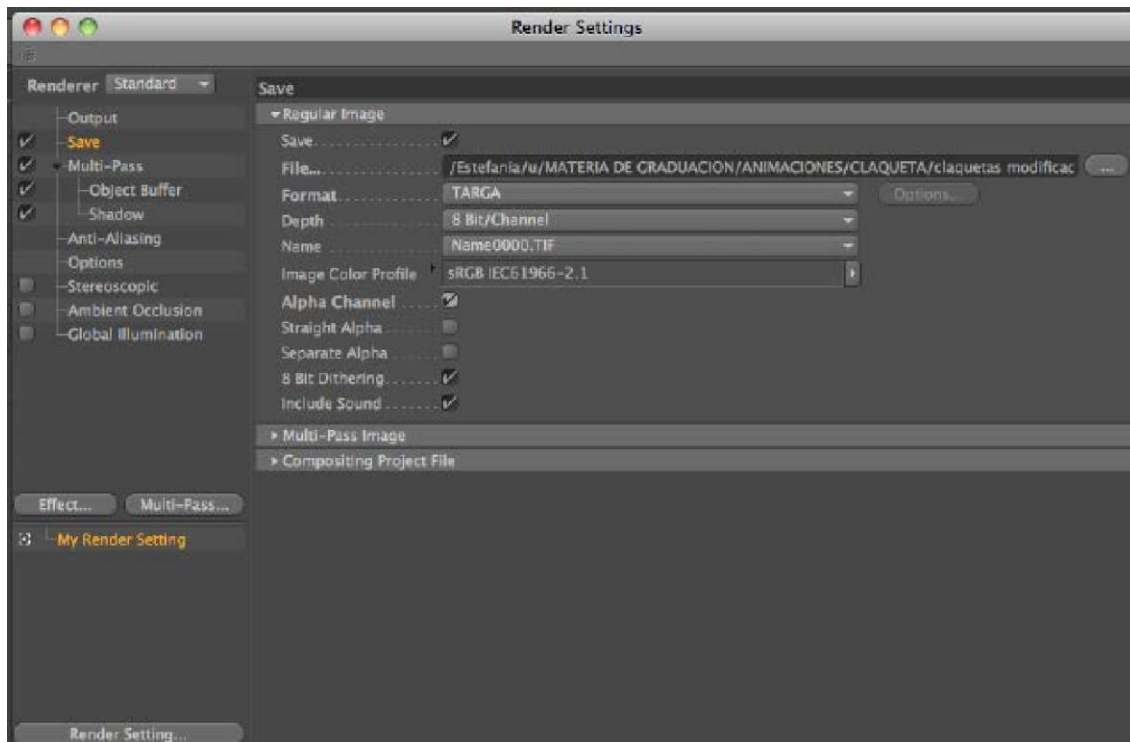 Render Settings
Renderer Standard
Output
Save
Multi-Pass
Object Buffer
Shadow
Anti-Aliasing
Options
Stereoscopic
Ambient Occlusion
Global Illumination
Effect... Multi-Pass...
My Render Setting
Render Setting...
Save
Regular Image
Save
File... /Estefania/u/MATERIA DE GRADUACION/ANIMACIONES/CLAQUETA/claquetas modificac ...
Format TARGA Options...
Depth 8 Bit/Channel
Name Name0000.TIF
Image Color Profile sRGB IEC61966-2.1
Alpha Channel
Straight Alpha
Separate Alpha
8 Bit Dithering
Include Sound
Multi-Pass Image
Compositing Project File